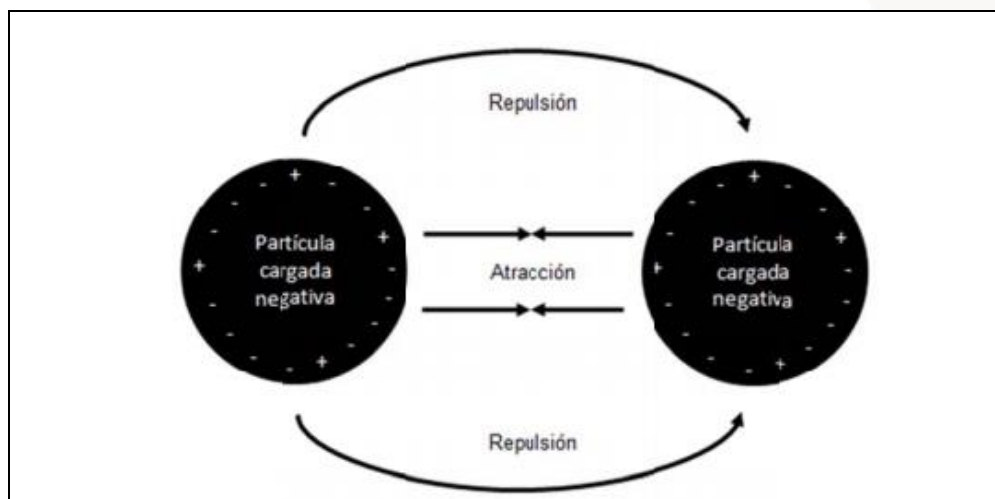 Repulsión
Partícula
cargada
negativa
Atracción
Partícula
cargada
negativa
Repulsión